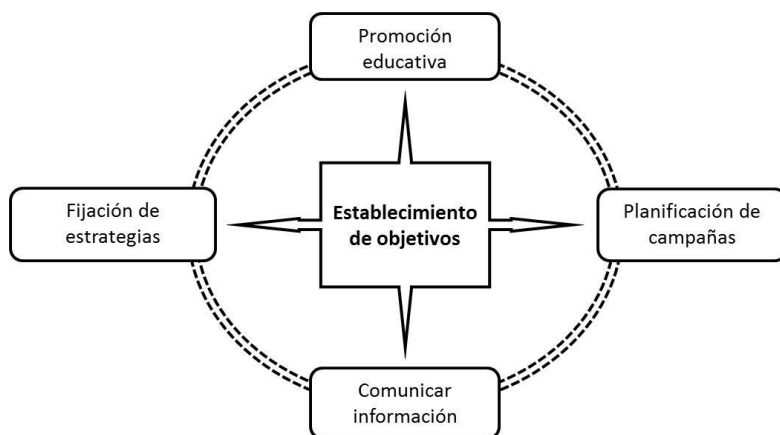 Promoción
educativa
Fijación de
estrategias
Establecimiento
de objetivos
Planificación de
campañas
Comunicar
información